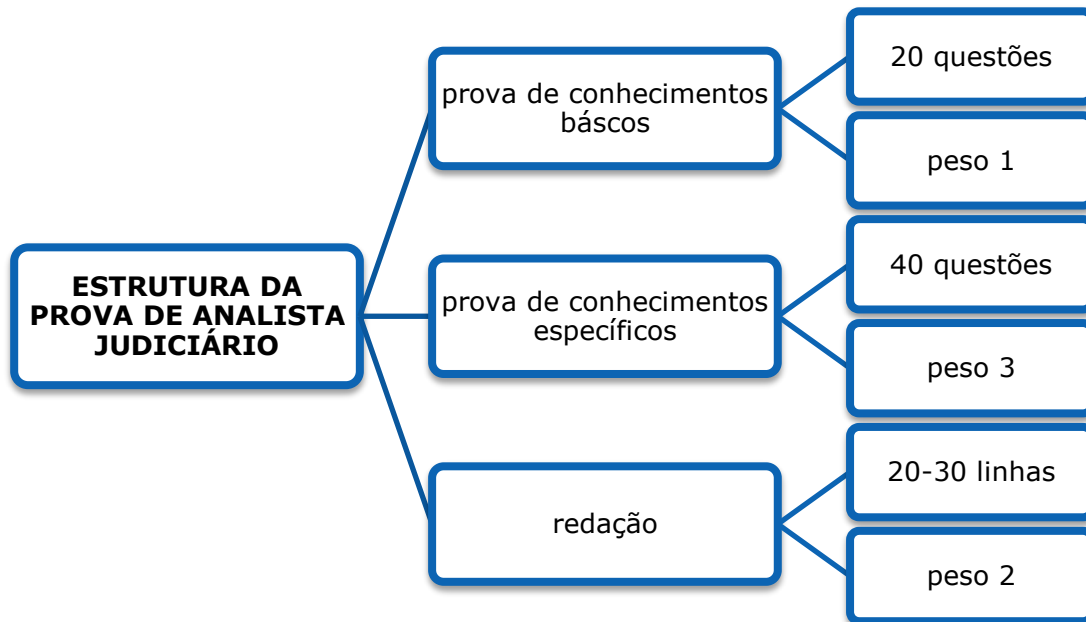 ESTRUTURA DA
PROVA DE ANALISTA
JUDICIÁRIO
prova de conhecimentos
báscos
20 questões
peso 1
prova de conhecimentos
específicos
40 questões
peso 3
redação
20-30 linhas
peso 2